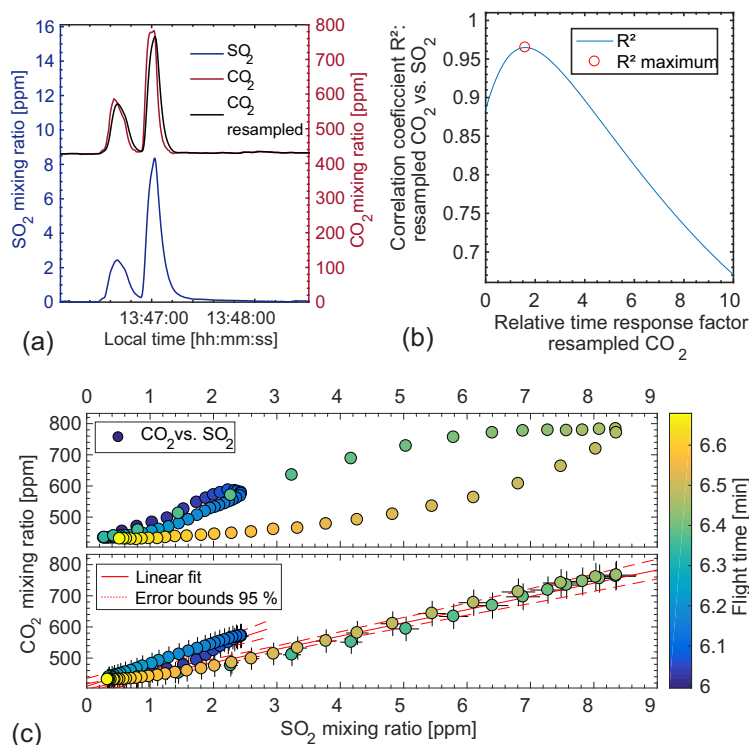 16
14
12
10
8
6
4
2
0
SO2 mixing ratio [ppm]
SO2
CO2
CO2
resampled
800
700
600
500
400
300
200
100
0
CO2 mixing ratio [ppm]
13:47:00 13:48:00
Local time [hh:mm:ss]
(a)
1
0.95
0.9
0.85
0.8
0.75
0.7
Correlation coeficcient R²:
resampled CO2 vs. SO2
R²
R² maximum
0 2 4 6 8 10
Relative time response factor
resampled CO2
(b)
0 1 2 3 4 5 6 7 8 9
800
700
600
500
CO2 vs. SO2
800
700
600
500
CO2 mixing ratio [ppm]
Linear fit
Error bounds 95 %
0 1 2 3 4 5 6 7 8 9
SO2 mixing ratio [ppm]
6.6
6.5
6.4
6.3
6.2
6.1
6
Flight time [min]
(c)